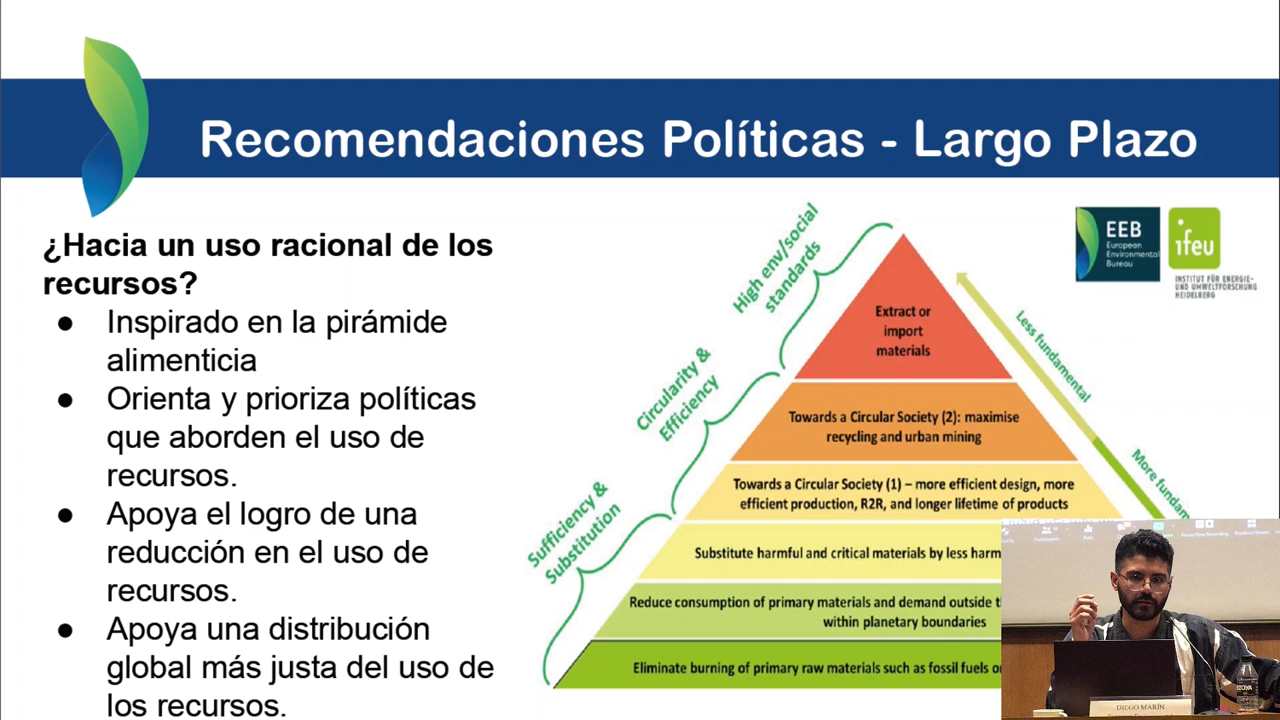 Recomendaciones Políticas - Largo Plazo
¿Hacia un uso racional de los
recursos?
● Inspirado en la pirámide
alimenticia
● Orienta y prioriza políticas
que aborden el uso de
recursos.
● Apoya el logro de una
reducción en el uso de
recursos.
● Apoya una distribución
global más justa del uso de
los recursos.
EEB
European
Environmental
Bureau
ifeu
INSTITUT FÜR ENERGIE-
UND UMWELTFORSCHUNG
HEIDELBERG
High env/social
standards
Circularity &
Efficiency
Sufficiency &
Substitution
Less fundamental
More fundam
Extract or
import
materials
Towards a Circular Society (2): maximise
recycling and urban mining
Towards a Circular Society (1) – more efficient design, more
efficient production, R2R, and longer lifetime of products
Substitute harmful and critical materials by less harm
Reduce consumption of primary materials and demand outside t
within planetary boundaries
Eliminate burning of primary raw materials such as fossil fuels o
DIEGO MARÍN